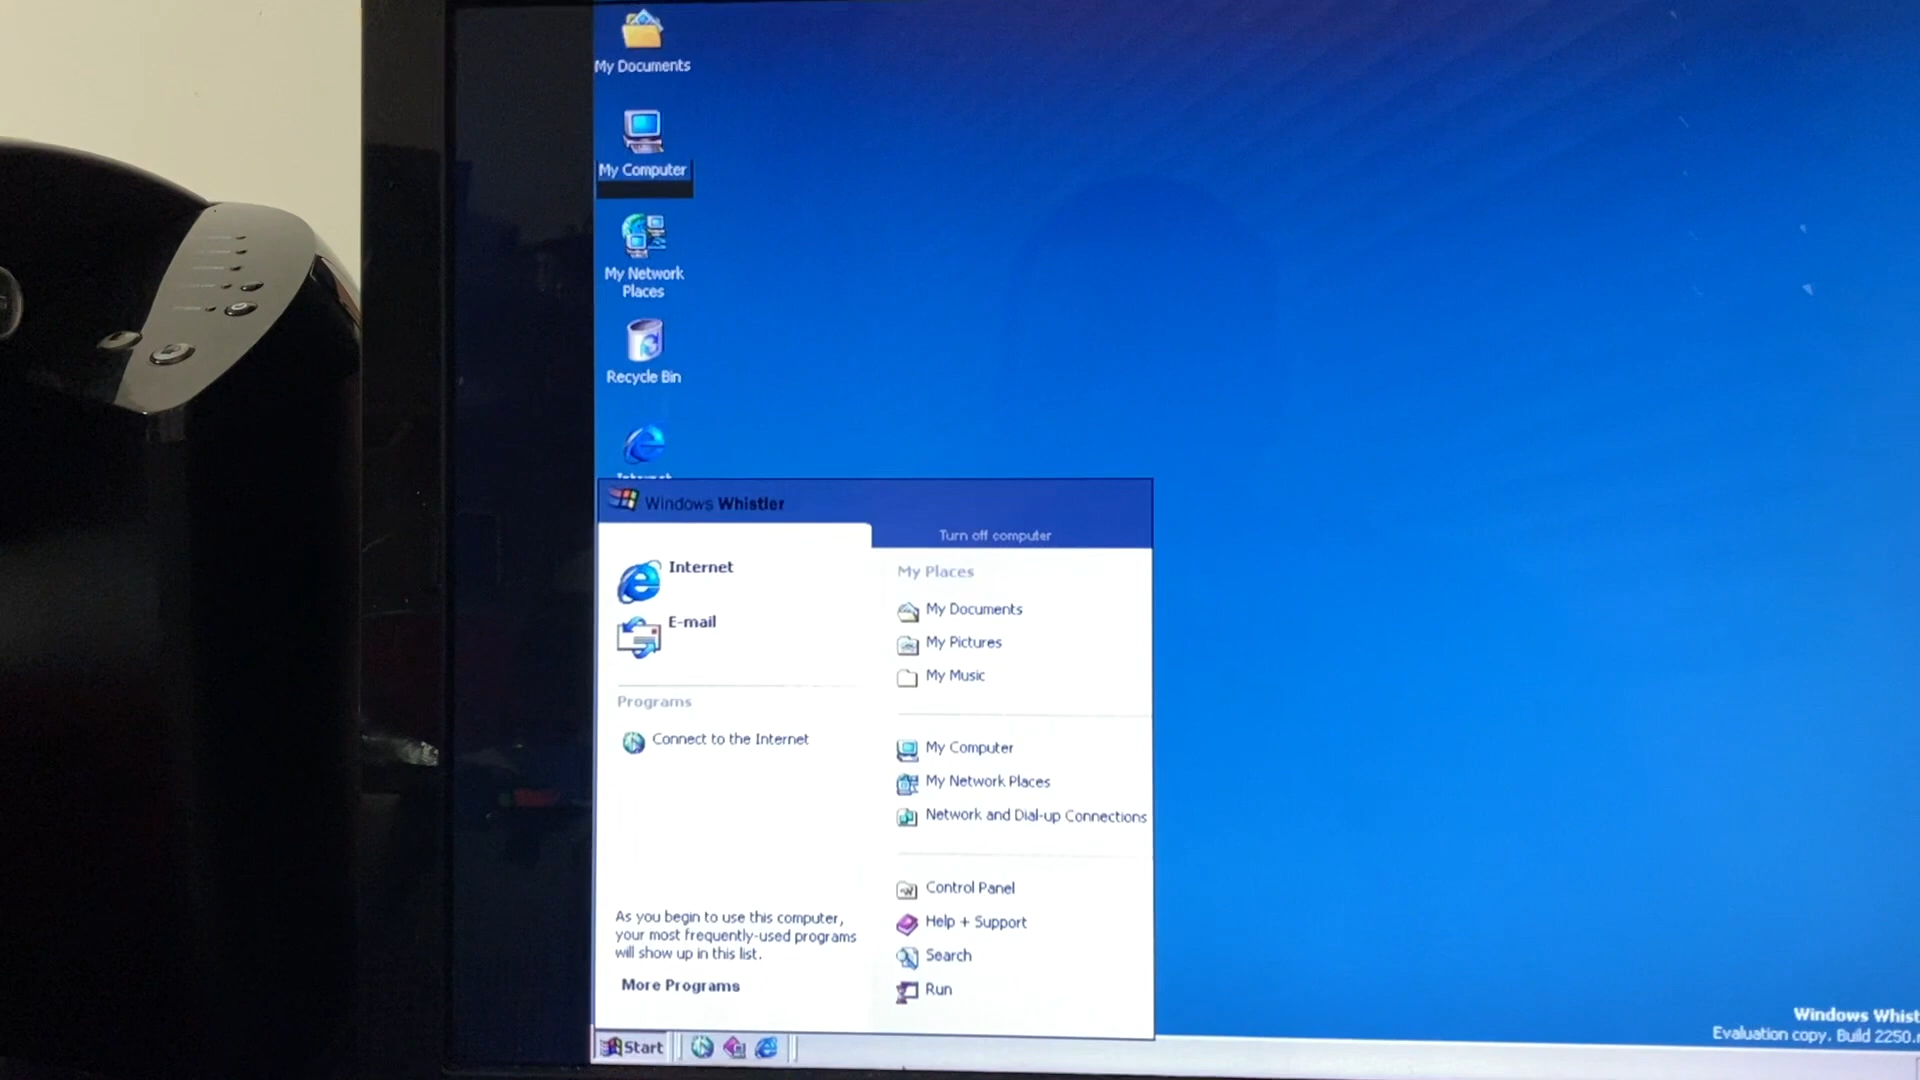 My Documents
My Computer
My Network
Places
Recycle Bin
Windows Whistler
Turn off computer
Internet
E-mail
Programs
Connect to the Internet
As you begin to use this computer,
your most frequently-used programs
will show up in this list.
More Programs
My Places
My Documents
My Pictures
My Music
My Computer
My Network Places
Network and Dial-up Connections
Control Panel
Help + Support
Search
Run
Start
Windows Whist
Evaluation copy. Build 2250.